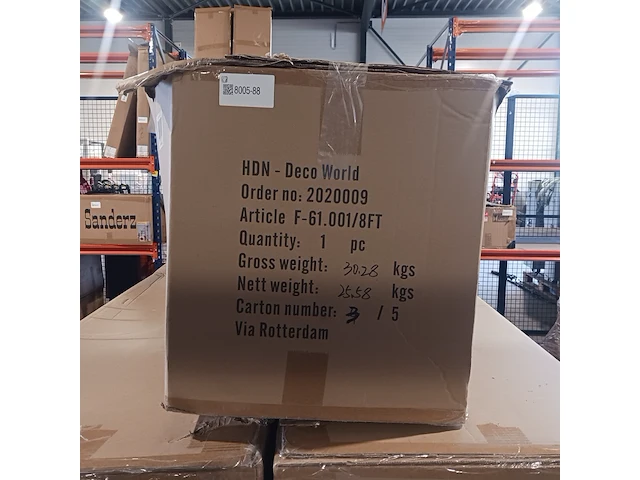 8005-88
HDN - Deco World
Order no: 2020009
Article F-61.001/8FT
Quantity: 1 pc
Gross weight: 30.28 kgs
Nett weight: 25.58 kgs
Carton number: 3 / 5
Via Rotterdam
Sanderz